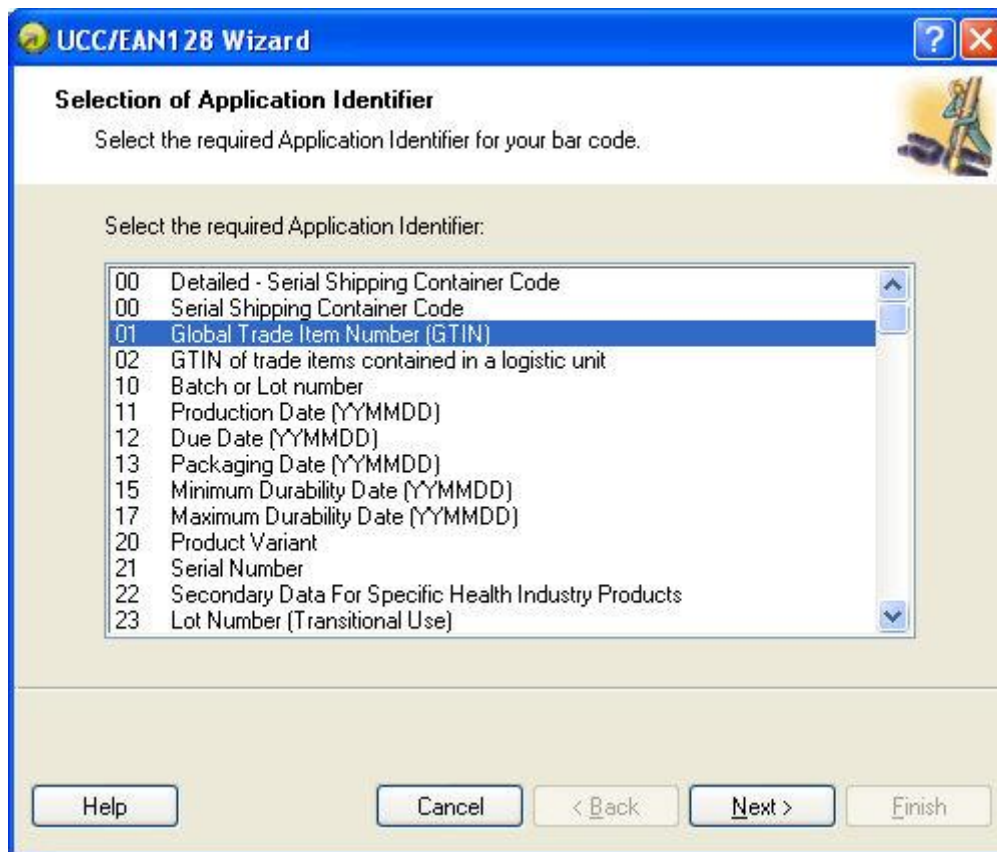 UCC/EAN128 Wizard
Selection of Application Identifier
Select the required Application Identifier for your bar code.
Select the required Application Identifier:
00 Detailed - Serial Shipping Container Code
00 Serial Shipping Container Code
01 Global Trade Item Number (GTIN)
02 GTIN of trade items contained in a logistic unit
10 Batch or Lot number
11 Production Date (YYMMDD)
12 Due Date (YYMMDD)
13 Packaging Date (YYMMDD)
15 Minimum Durability Date (YYMMDD)
17 Maximum Durability Date (YYMMDD)
20 Product Variant
21 Serial Number
22 Secondary Data For Specific Health Industry Products
23 Lot Number (Transitional Use)
Help Cancel < Back Next > Finish